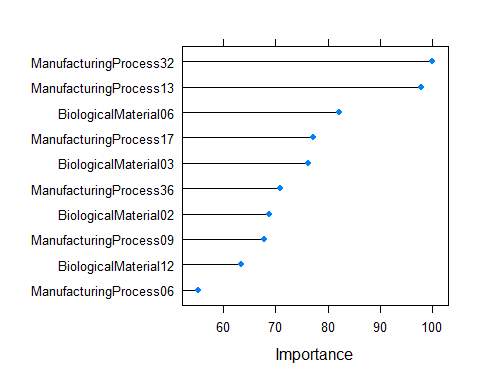 ManufacturingProcess32
ManufacturingProcess13
BiologicalMaterial06
ManufacturingProcess17
BiologicalMaterial03
ManufacturingProcess36
BiologicalMaterial02
ManufacturingProcess09
BiologicalMaterial12
ManufacturingProcess06
60 70 80 90 100
Importance